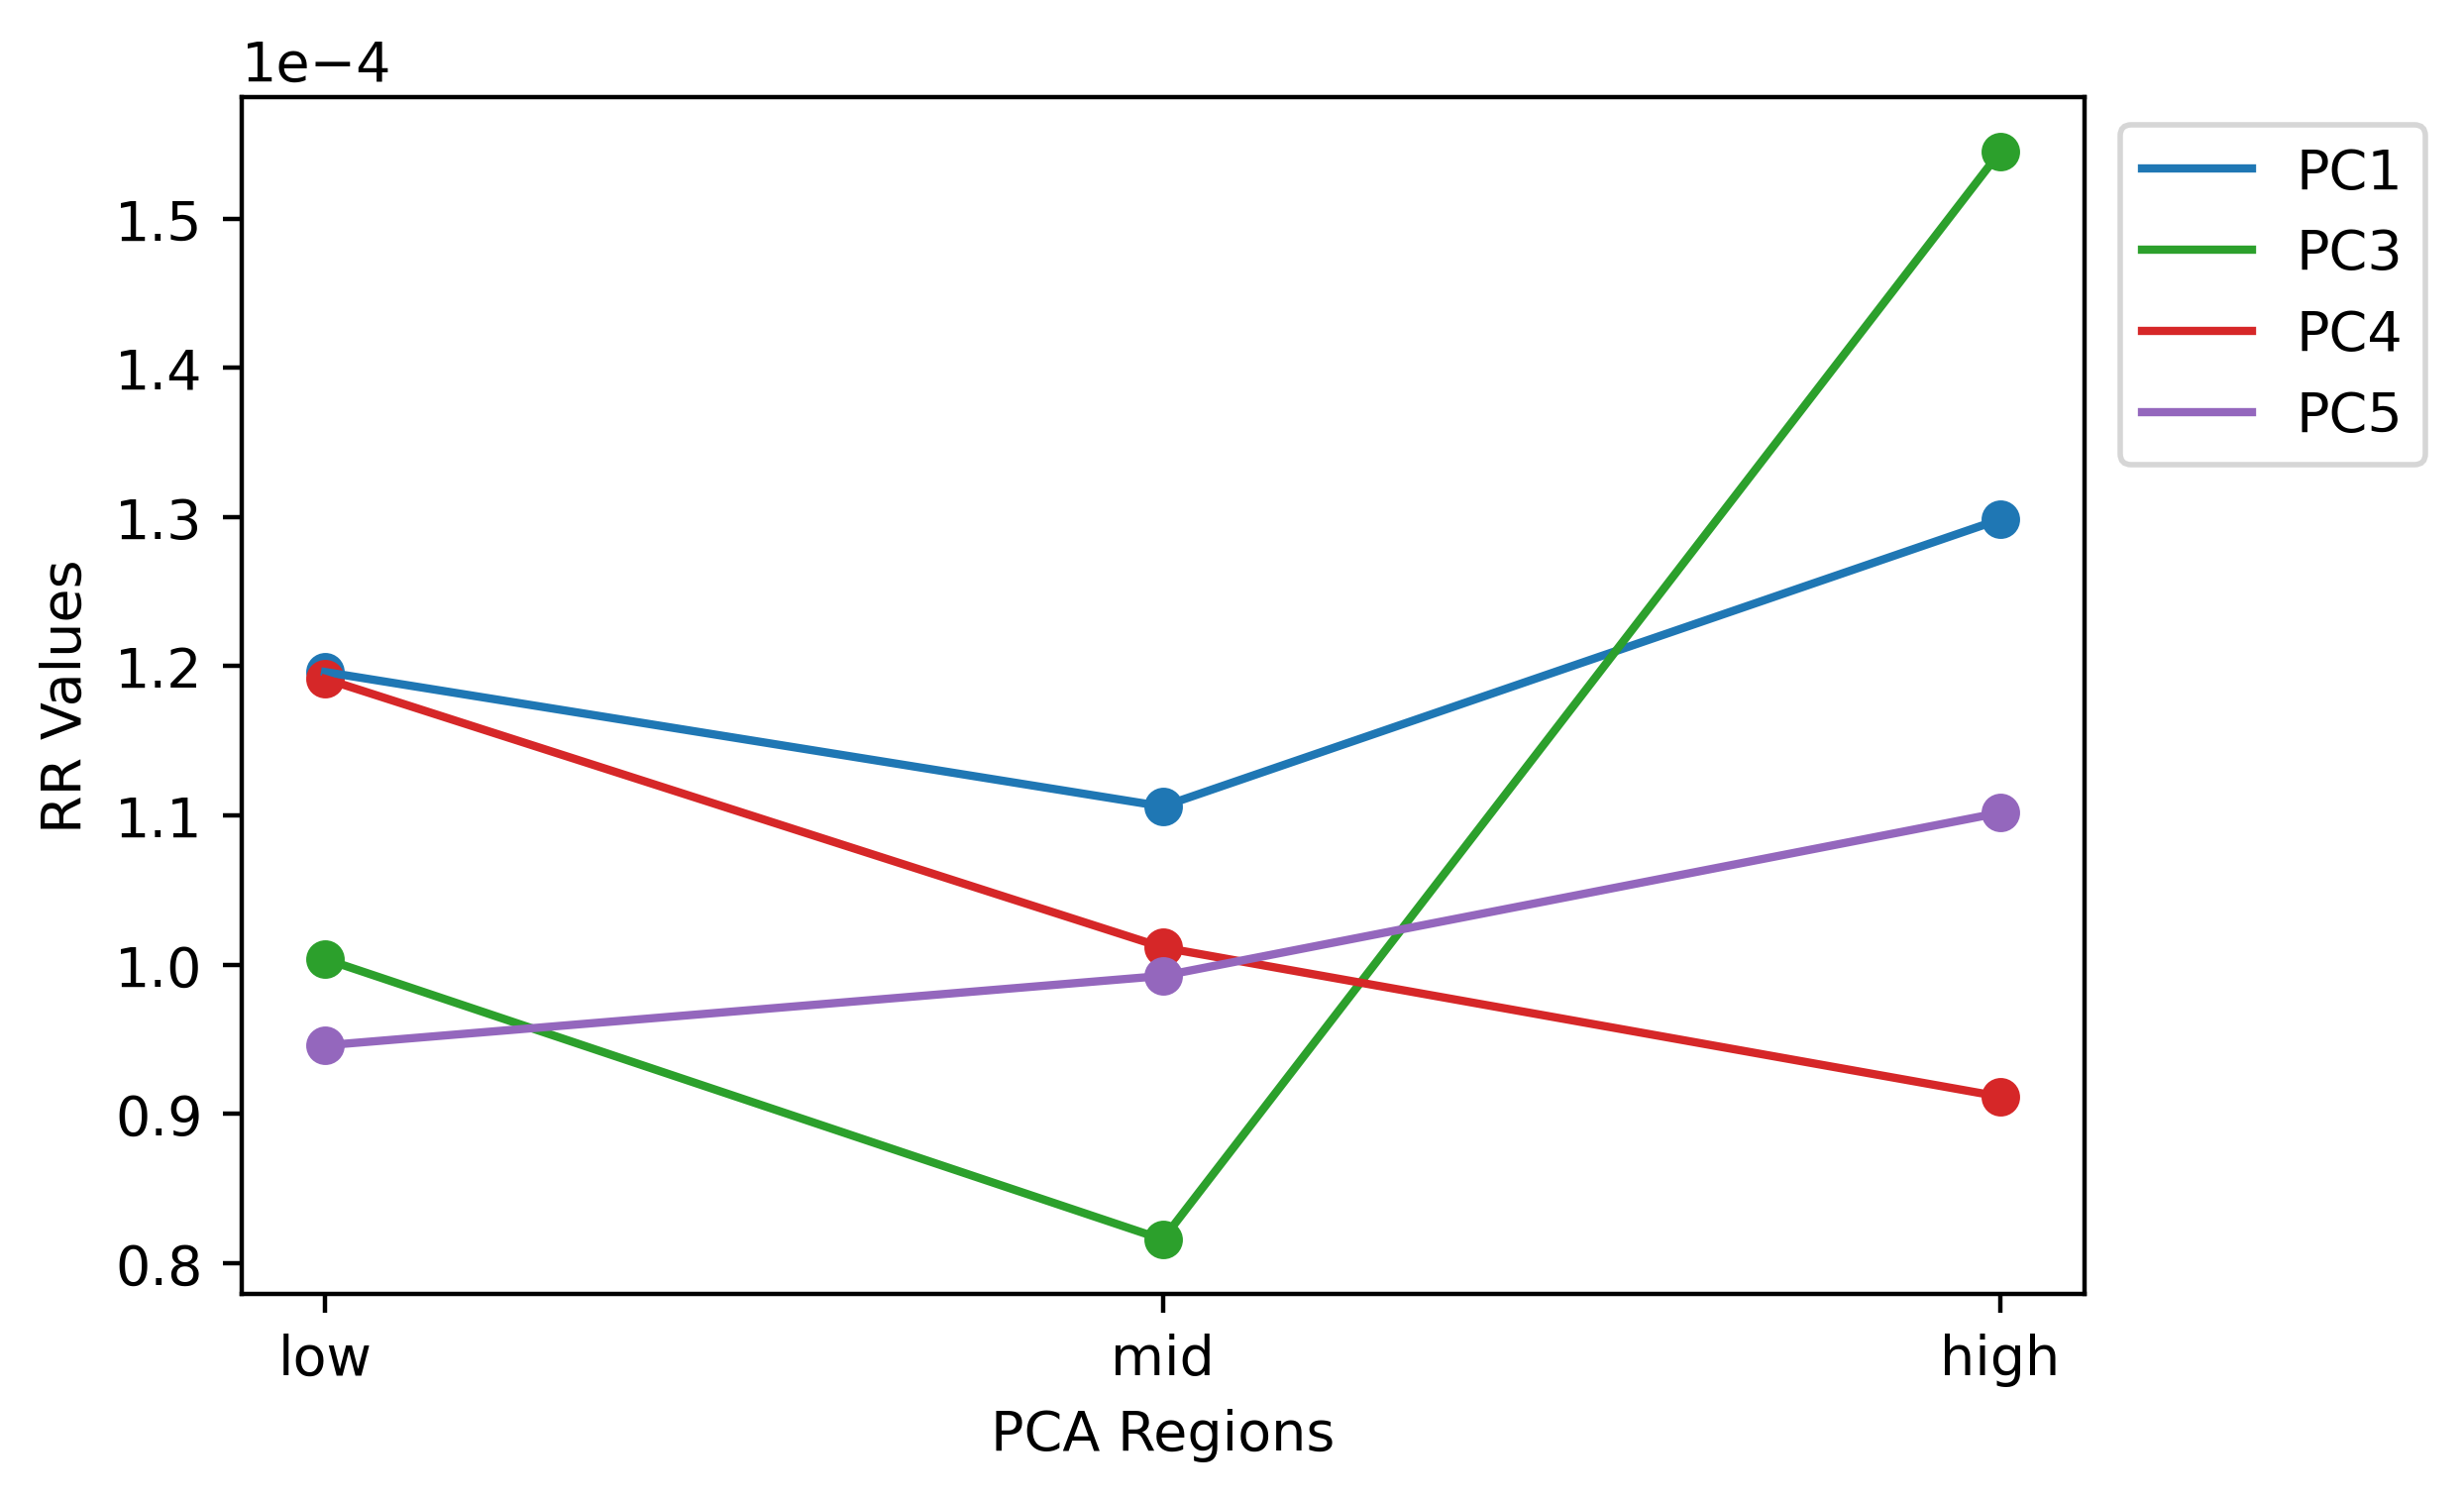 1e−4
1.5
1.4
1.3
1.2
1.1
1.0
0.9
0.8
RR Values
low
mid
high
PCA Regions
PC1
PC3
PC4
PC5